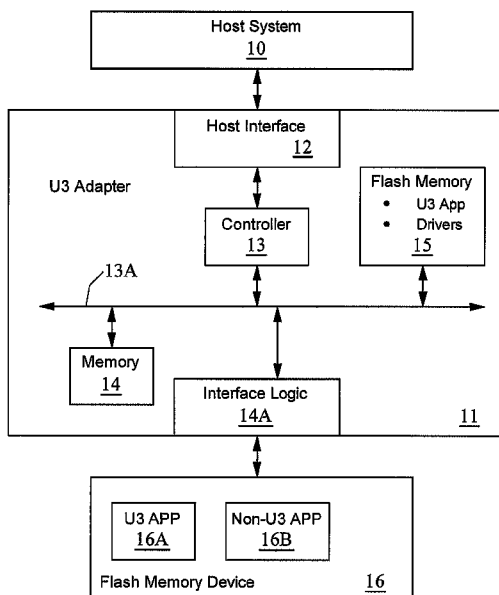 Host System
10
Host Interface
12
U3 Adapter
Flash Memory
• U3 App
• Drivers
15
Controller
13
13A
Memory
14
Interface Logic
14A
11
U3 APP
16A
Non-U3 APP
16B
Flash Memory Device
16